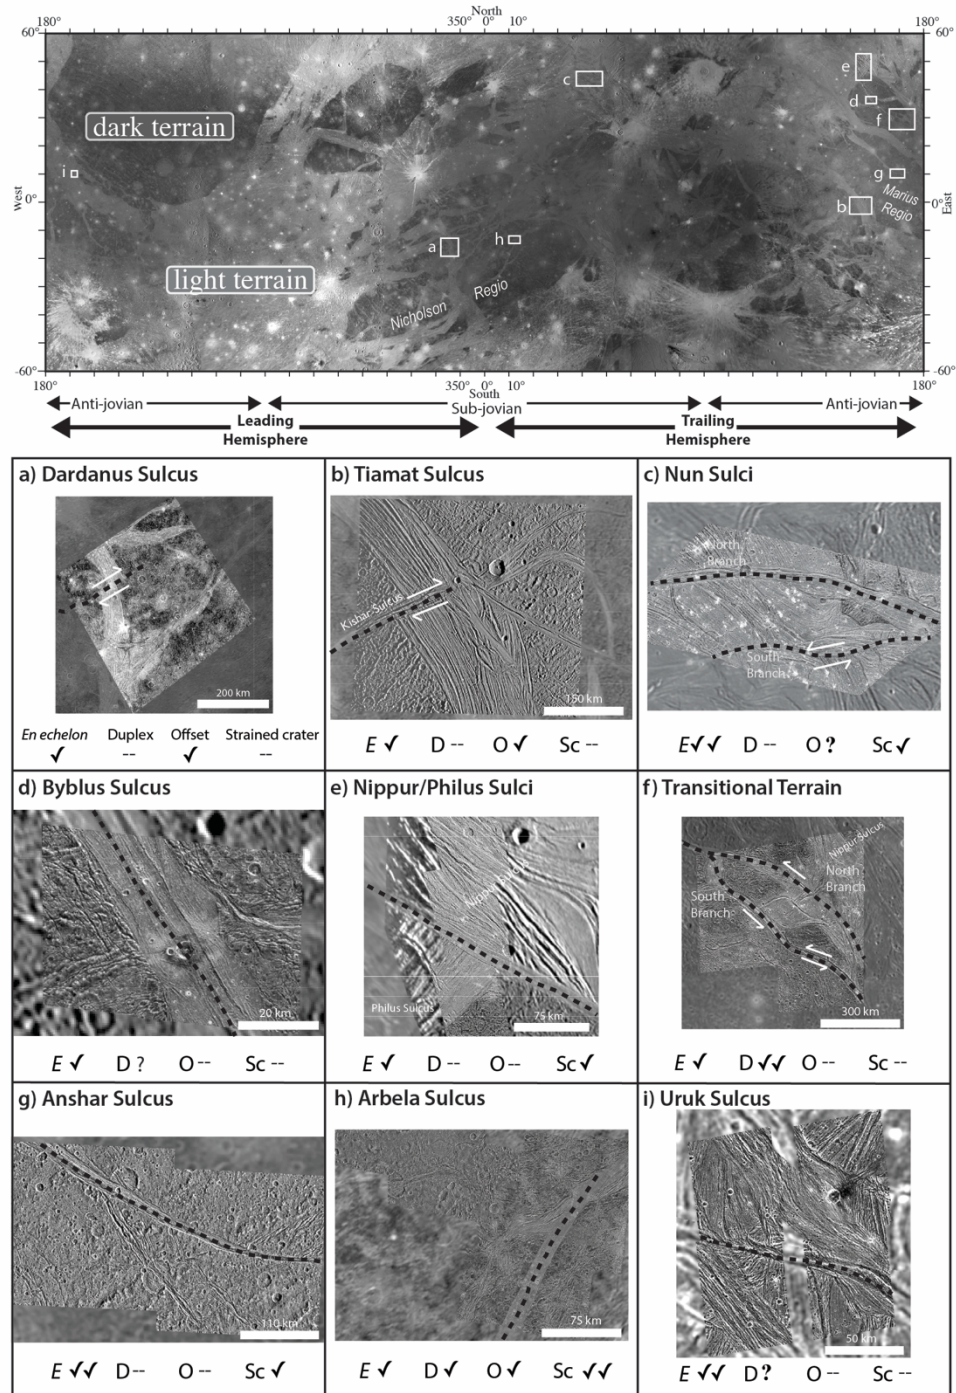 North
180° 350° 0° 10° 180°
60° 60°
e
c
d
dark terrain
f
i
g
Marius
West 0° 0° East
b
Regio
h
a
light terrain
Regio
Nicholson
-60° -60°
180° 350° 0° 10° 180°
South
Anti-jovian Sub-jovian Anti-jovian
Leading Trailing
Hemisphere Hemisphere
a) Dardanus Sulcus
200 km
En echelon Duplex Offset Strained crater
✓ -- ✓ --
b) Tiamat Sulcus
Kishar Sulcus
150 km
E ✓ D -- O ✓ Sc --
c) Nun Sulci
North
Branch
South
Branch
E ✓✓ D -- O ? Sc ✓
d) Byblus Sulcus
20 km
E ✓ D ? O -- Sc --
e) Nippur/Philus Sulci
Nippur Sulcus
Philus Sulcus
75 km
E ✓ D -- O -- Sc ✓
f) Transitional Terrain
Nippur Sulcus
North
Branch
South
Branch
300 km
E ✓ D ✓✓ O -- Sc --
g) Anshar Sulcus
110 km
E ✓✓ D -- O -- Sc ✓
h) Arbela Sulcus
75 km
E ✓ D ✓ O ✓ Sc ✓✓
i) Uruk Sulcus
50 km
E ✓✓ D ? O -- Sc --